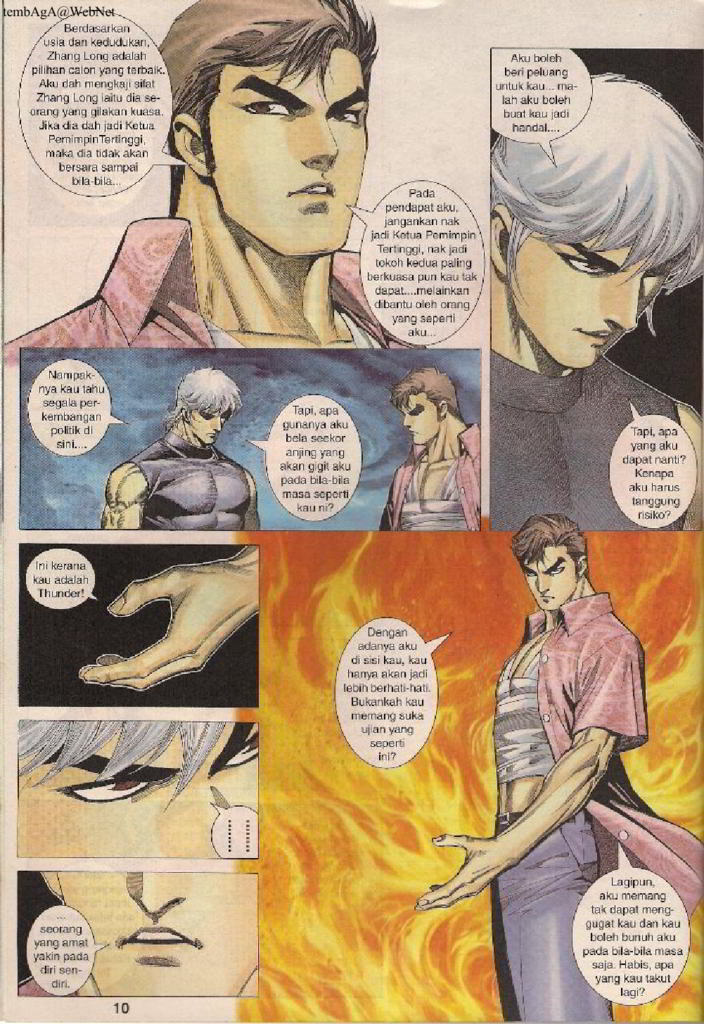 tembAgA@WebNet
Berdasarkan
usia dan kedudukan,
Zhang Long adalah
pilihan calon yang terbaik.
Aku dah mengkaji sifat
Zhang Long iaitu dia se-
orang yang gilakan kuasa.
Jika dia dah jadi Ketua
PemimpinTertinggi,
maka dia tidak akan
bersara sampai
bila-bila...
Pada
pendapat aku,
jangankan nak
jadi Ketua Pemimpin
Tertinggi, nak jadi
tokoh kedua paling
berkuasa pun kau tak
dapat....melainkan
dibantu oleh orang
yang seperti
aku...
Aku boleh
beri peluang
untuk kau... ma-
lah aku boleh
buat kau jadi
handal....
Tapi, apa
yang aku
dapat nanti?
Kenapa
aku harus
tanggung
risiko?
Nampak-
nya kau tahu
segala per-
kembangan
politik di
sini....
Tapi, apa
gunanya aku
bela seekor
anjing yang
akan gigit aku
pada bila-bila
masa seperti
kau ni?
Ini kerana
kau adalah
Thunder!
Dengan
adanya aku
di sisi kau, kau
hanya akan jadi
lebih berhati-hati.
Bukankah kau
memang suka
ujian yang
seperti
ini?
...
seorang
yang amat
yakin pada
diri sen-
diri.
Lagipun,
aku memang
tak dapat meng-
gugat kau dan kau
boleh bunuh aku
pada bila-bila masa
saja. Habis, apa
yang kau takut
lagi?
10